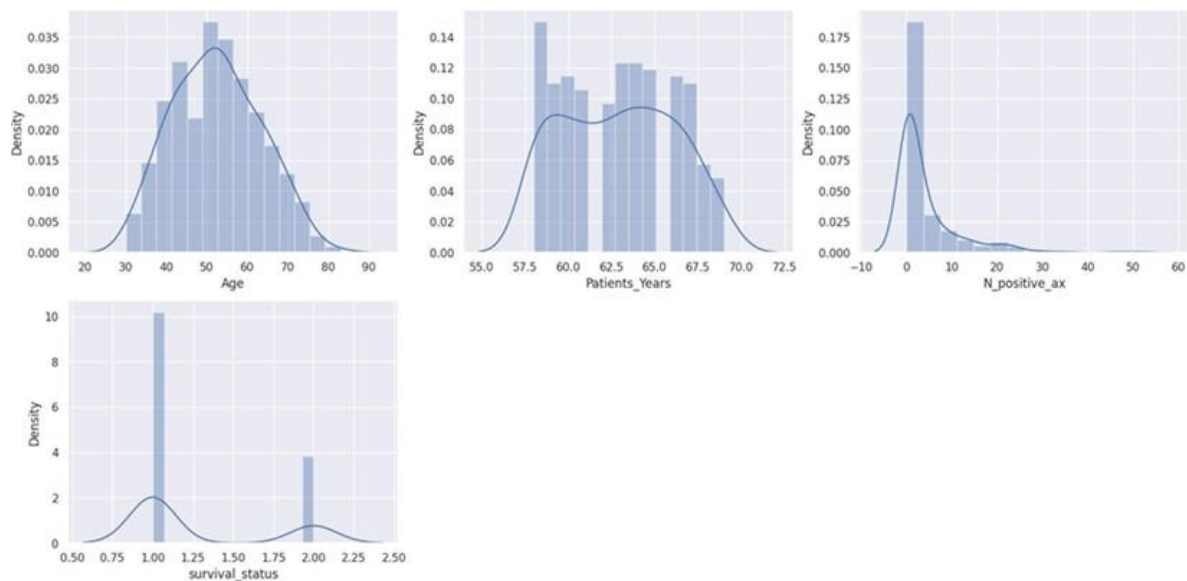 0.035
0.030
0.025
0.020
0.015
0.010
0.005
0.000
Density
20 30 40 50 60 70 80 90
Age
0.14
0.12
0.10
0.08
0.06
0.04
0.02
0.00
Density
55.0 57.5 60.0 62.5 65.0 67.5 70.0 72.5
Patients_Years
0.175
0.150
0.125
0.100
0.075
0.050
0.025
0.000
Density
−10 0 10 20 30 40 50 60
N_positive_ax
10
8
6
4
2
0
Density
0.50 0.75 1.00 1.25 1.50 1.75 2.00 2.25 2.50
survival_status